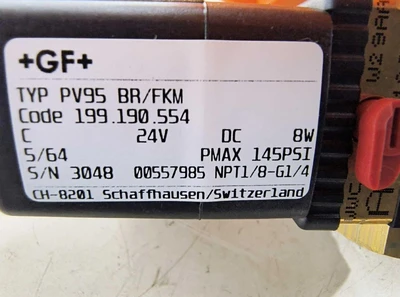 +GF+
TYP PV95 BR/FKM
Code 199.190.554
C 24V DC 8W
5/64 PMAX 145PSI
S/N 3048 00557985 NPT1/8-G1/4
CH-8201 Schaffhausen/Switzerland